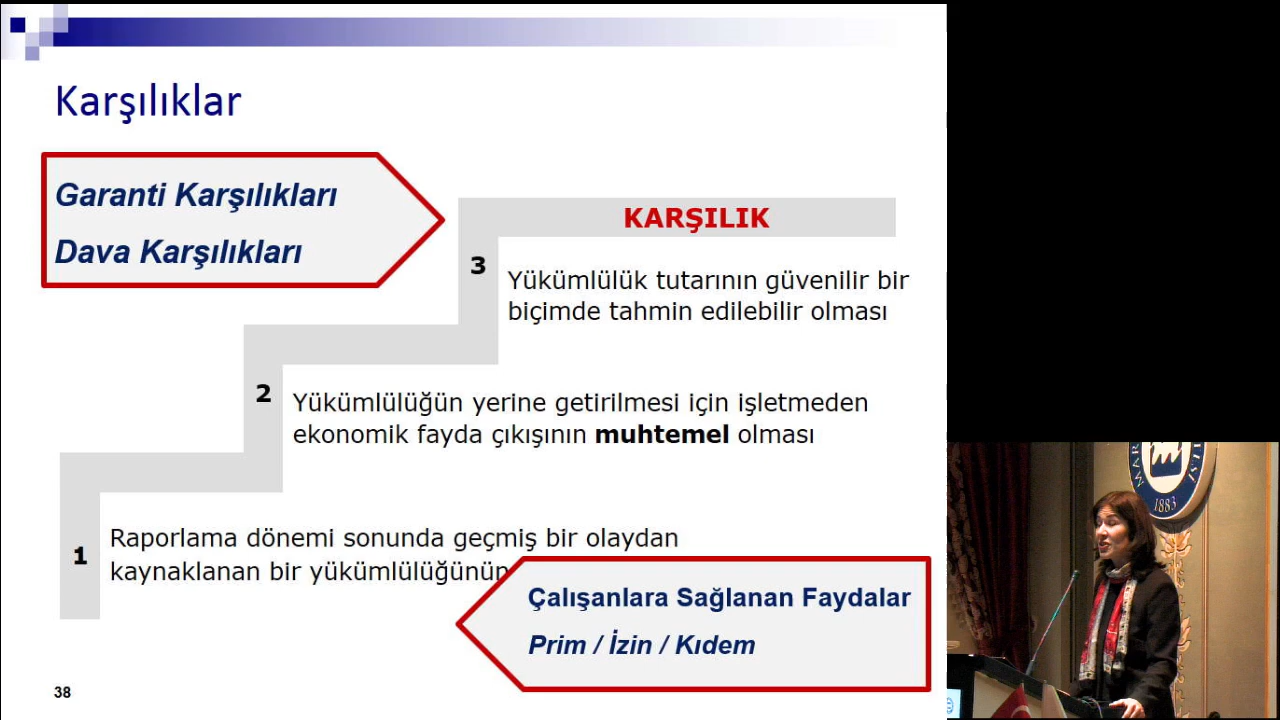 Karşılıklar
Garanti Karşılıkları
Dava Karşılıkları
KARŞILIK
3
Yükümlülük tutarının güvenilir bir
biçimde tahmin edilebilir olması
2
Yükümlülüğün yerine getirilmesi için işletmeden
ekonomik fayda çıkışının muhtemel olması
1
Raporlama dönemi sonunda geçmiş bir olaydan
kaynaklanan bir yükümlülüğünün
Çalışanlara Sağlanan Faydalar
Prim / İzin / Kıdem
38
1883